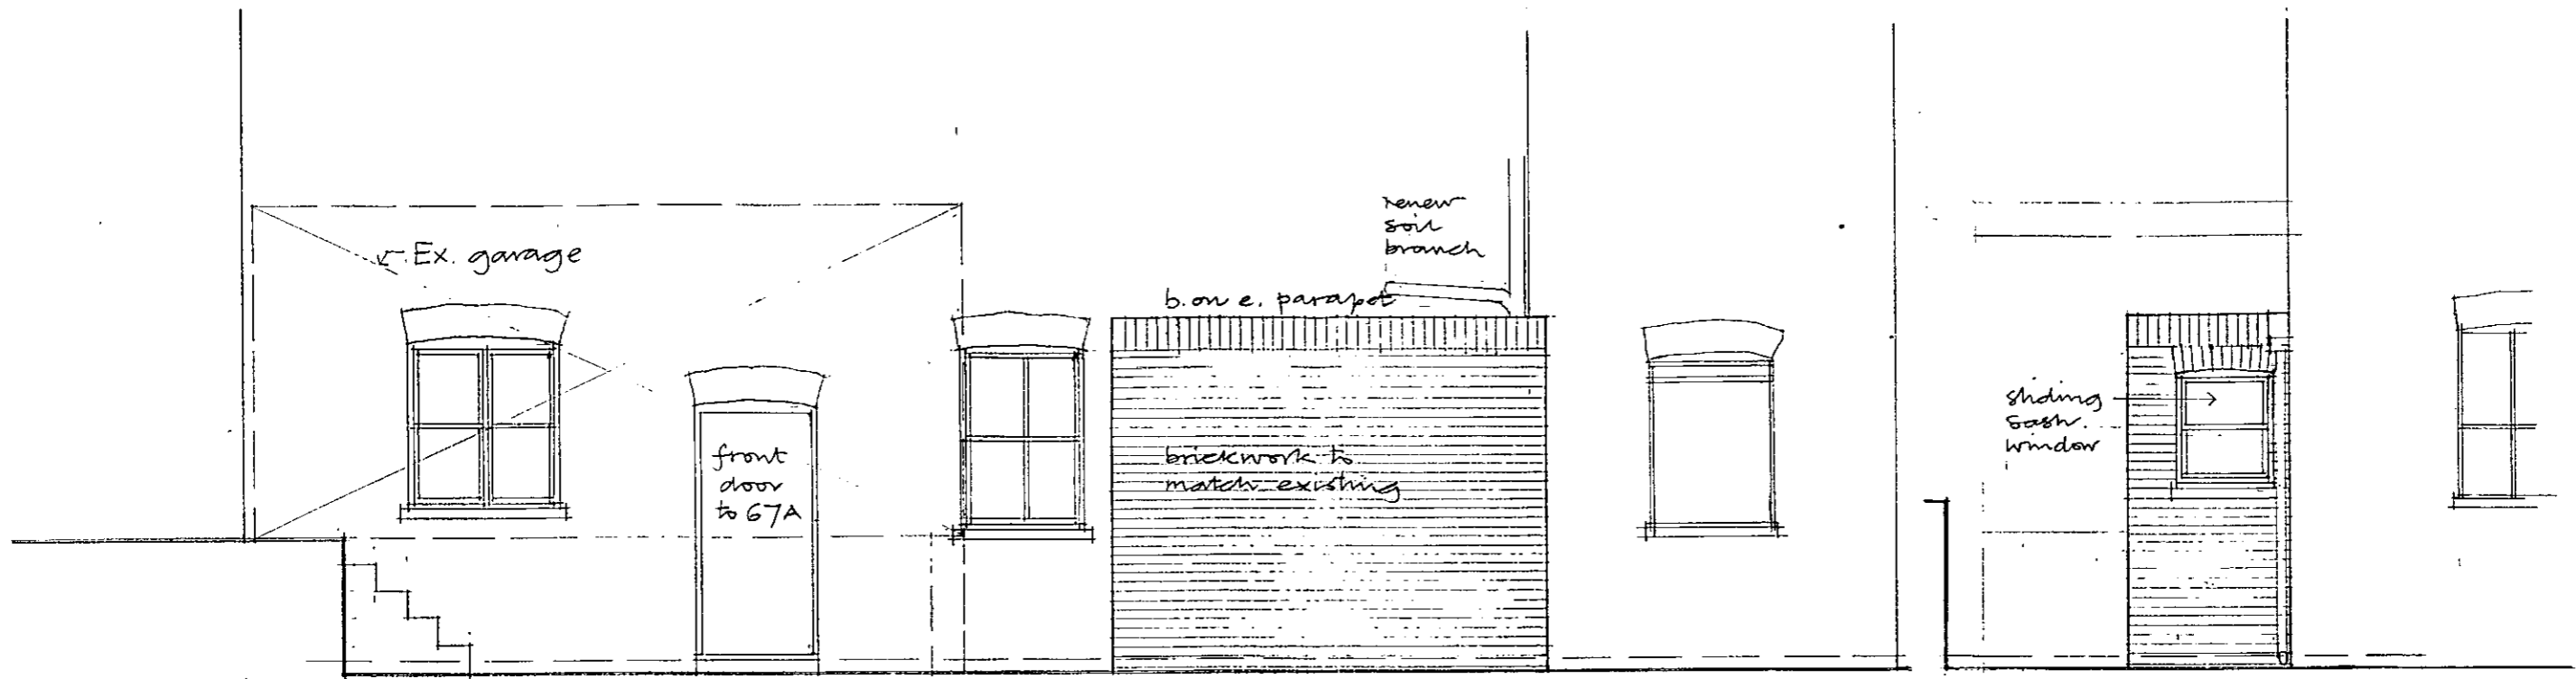 Ex. garage
front
door
to 67A
b. on e. parapet
renew
soil
branch
brickwork to
match existing
sliding
sash
window